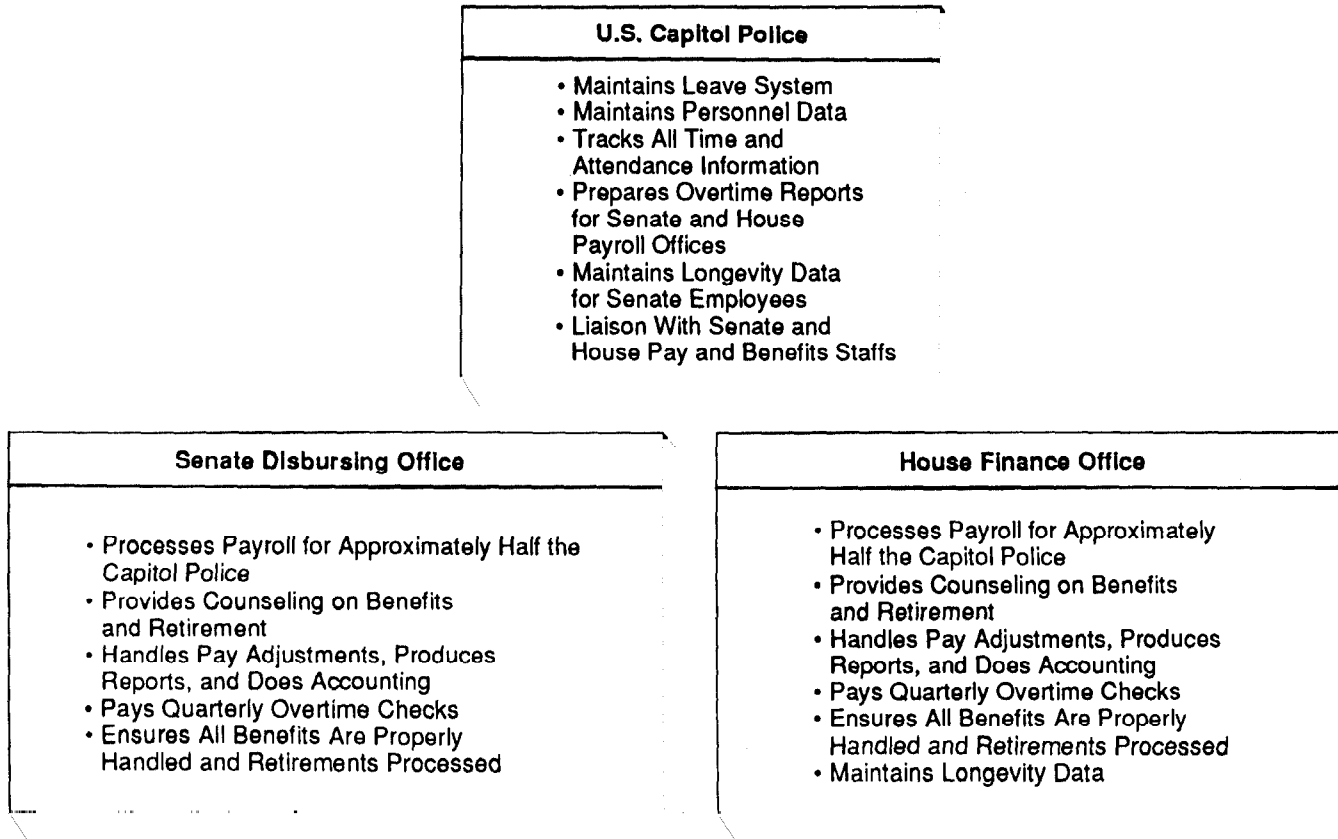 U.S. Capitol Police
• Maintains Leave System
• Maintains Personnel Data
• Tracks All Time and
Attendance Information
• Prepares Overtime Reports
for Senate and House
Payroll Offices
• Maintains Longevity Data
for Senate Employees
• Liaison With Senate and
House Pay and Benefits Staffs
Senate Disbursing Office
• Processes Payroll for Approximately Half the
Capitol Police
• Provides Counseling on Benefits
and Retirement
• Handles Pay Adjustments, Produces
Reports, and Does Accounting
• Pays Quarterly Overtime Checks
• Ensures All Benefits Are Properly
Handled and Retirements Processed
House Finance Office
• Processes Payroll for Approximately
Half the Capitol Police
• Provides Counseling on Benefits
and Retirement
• Handles Pay Adjustments, Produces
Reports, and Does Accounting
• Pays Quarterly Overtime Checks
• Ensures All Benefits Are Properly
Handled and Retirements Processed
• Maintains Longevity Data